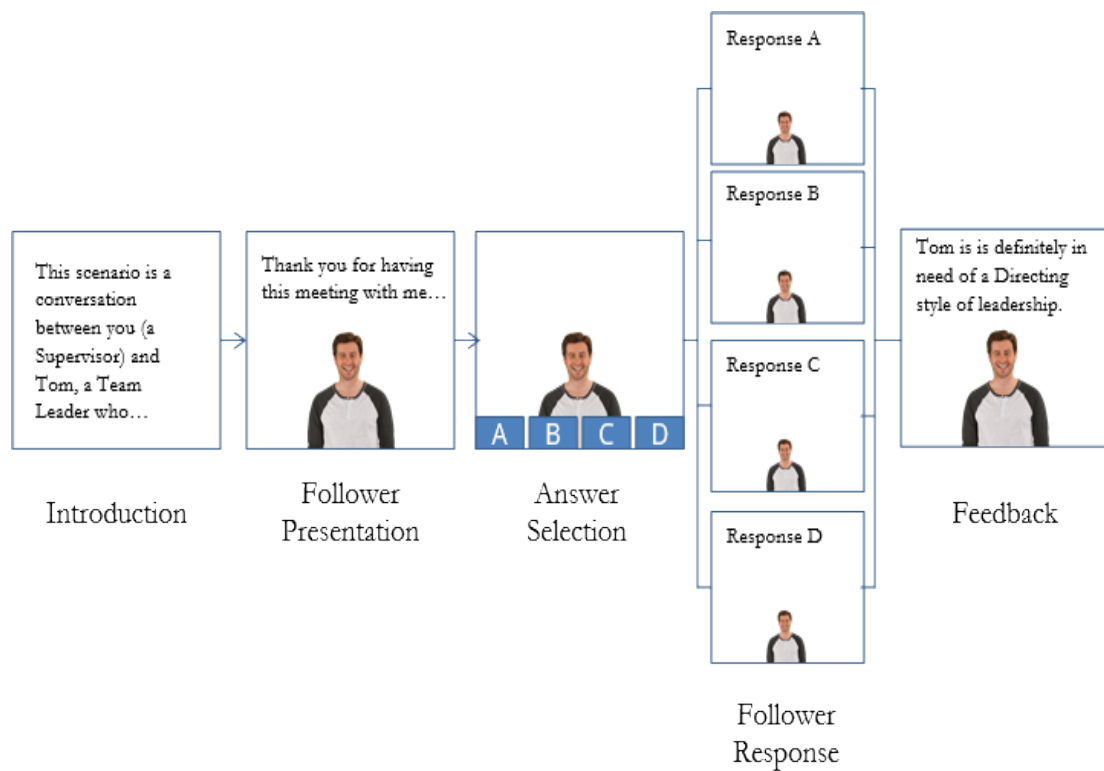 This scenario is a
conversation
between you (a
Supervisor) and
Tom, a Team
Leader who…
Introduction
Thank you for having
this meeting with me…
Follower
Presentation
A B C D
Answer
Selection
Response A
Response B
Response C
Response D
Follower
Response
Tom is is definitely in
need of a Directing
style of leadership.
Feedback